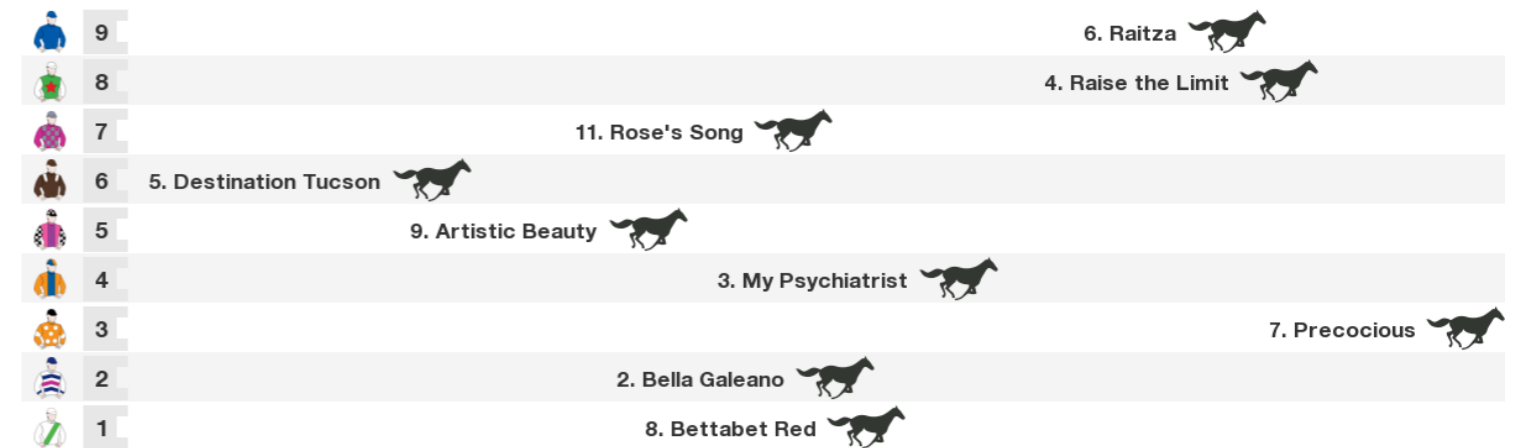 9 6. Raitza
8 4. Raise the Limit
7 11. Rose's Song
6 5. Destination Tucson
5 9. Artistic Beauty
4 3. My Psychiatrist
3 7. Precocious
2 2. Bella Galeano
1 8. Bettabet Red